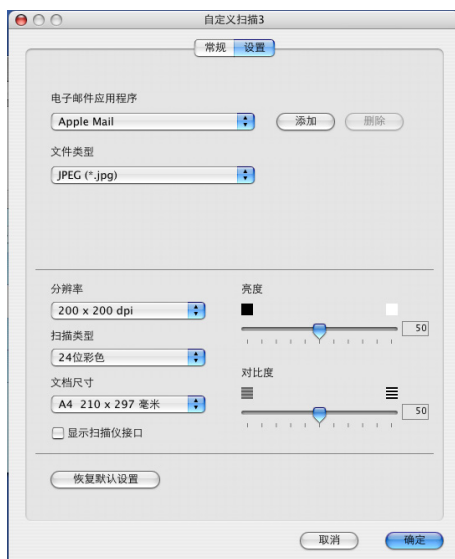 自定义扫描3
常规 设置
电子邮件应用程序
Apple Mail 添加 删除
文件类型
JPEG (*.jpg)
分辨率 亮度
200 x 200 dpi
50
扫描类型
24位彩色
文档尺寸 对比度
A4 210 x 297 毫米
50
显示扫描仪接口
恢复默认设置
取消 确定